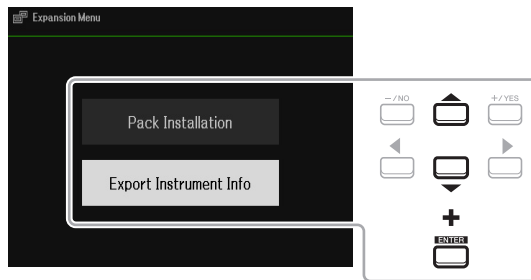 Expansion Menu
Pack Installation
Export Instrument Info
-/NO
+/YES
+
ENTER